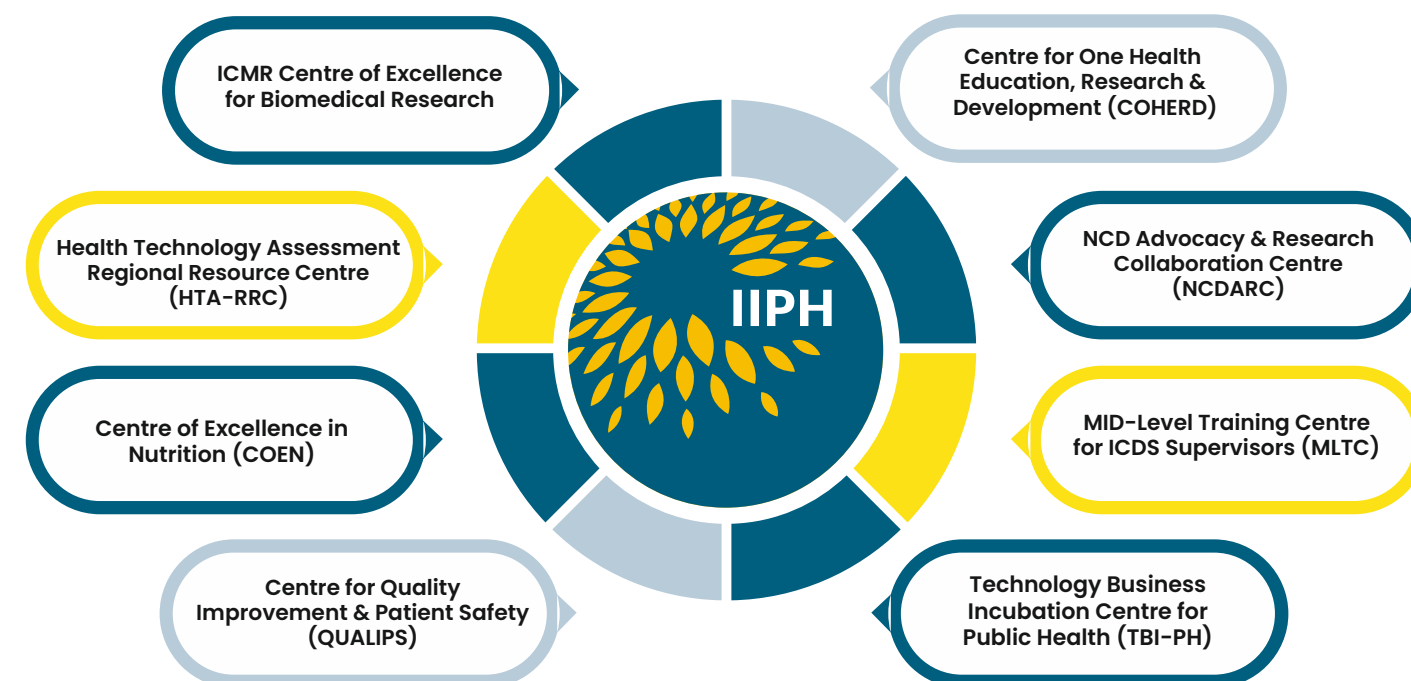 ICMR Centre of Excellence
for Biomedical Research
Centre for One Health
Education, Research &
Development (COHERD)
Health Technology Assessment
Regional Resource Centre
(HTA-RRC)
NCD Advocacy & Research
Collaboration Centre
(NCDARC)
IIPH
Centre of Excellence in
Nutrition (COEN)
MID-Level Training Centre
for ICDS Supervisors (MLTC)
Centre for Quality
Improvement & Patient Safety
(QUALIPS)
Technology Business
Incubation Centre for
Public Health (TBI-PH)